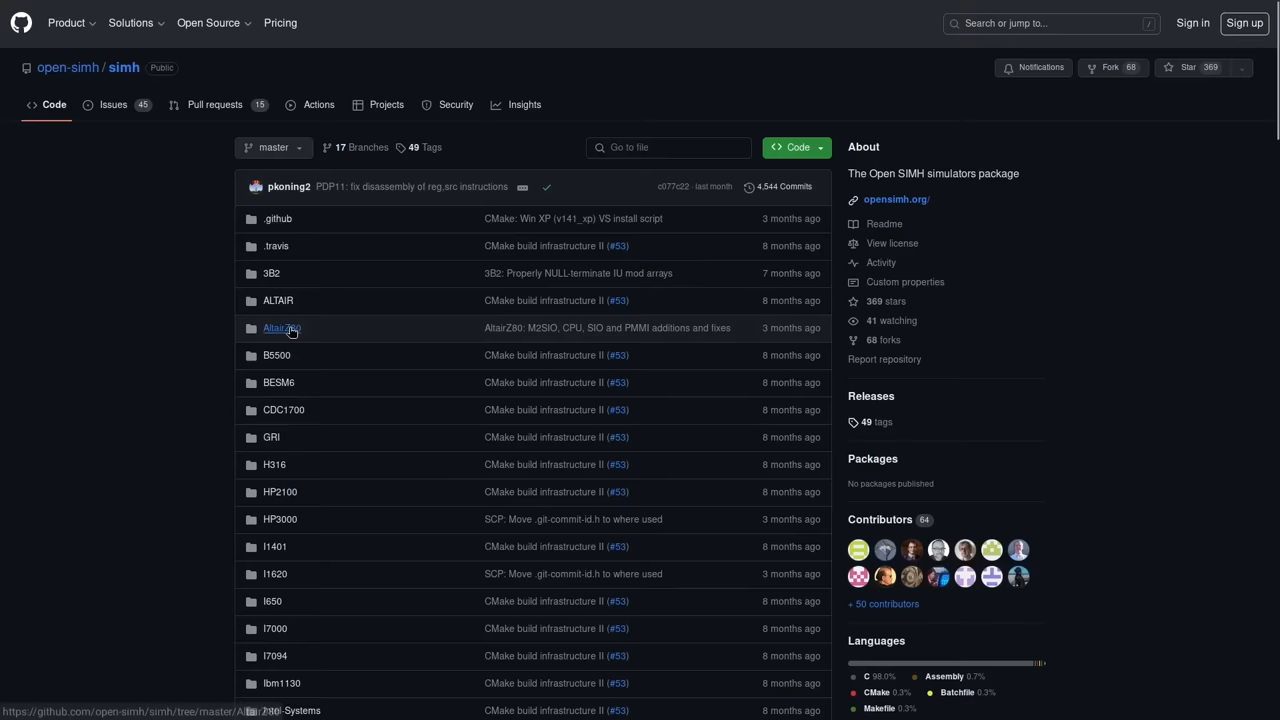 Product Solutions Open Source Pricing Search or jump to... / Sign in Sign up
open-simh / simh Public Notifications Fork 68 Star 369
Code Issues 45 Pull requests 15 Actions Projects Security Insights
master 17 Branches 49 Tags Go to file Code
pkoning2 PDP11: fix disassembly of reg,src instructions c077c22 · last month 4,544 Commits
.github CMake: Win XP (v141_xp) VS install script 3 months ago
.travis CMake build infrastructure II (#53) 8 months ago
3B2 3B2: Properly NULL-terminate IU mod arrays 7 months ago
ALTAIR CMake build infrastructure II (#53) 8 months ago
AltairZ80 AltairZ80: M2SIO, CPU, SIO and PMMI additions and fixes 3 months ago
B5500 CMake build infrastructure II (#53) 8 months ago
BESM6 CMake build infrastructure II (#53) 8 months ago
CDC1700 CMake build infrastructure II (#53) 8 months ago
GRI CMake build infrastructure II (#53) 8 months ago
H316 CMake build infrastructure II (#53) 8 months ago
HP2100 CMake build infrastructure II (#53) 8 months ago
HP3000 SCP: Move .git-commit-id.h to where used 3 months ago
I1401 CMake build infrastructure II (#53) 8 months ago
I1620 SCP: Move .git-commit-id.h to where used 3 months ago
I650 CMake build infrastructure II (#53) 8 months ago
I7000 CMake build infrastructure II (#53) 8 months ago
I7094 CMake build infrastructure II (#53) 8 months ago
Ibm1130 CMake build infrastructure II (#53) 8 months ago
CMake build infrastructure II (#53) 8 months ago
About
The Open SIMH simulators package
opensimh.org/
Readme
View license
Activity
Custom properties
369 stars
41 watching
68 forks
Report repository
Releases
49 tags
Packages
No packages published
Contributors 64
+ 50 contributors
Languages
C 98.0% Assembly 0.7%
CMake 0.3% Batchfile 0.3%
Makefile 0.3%